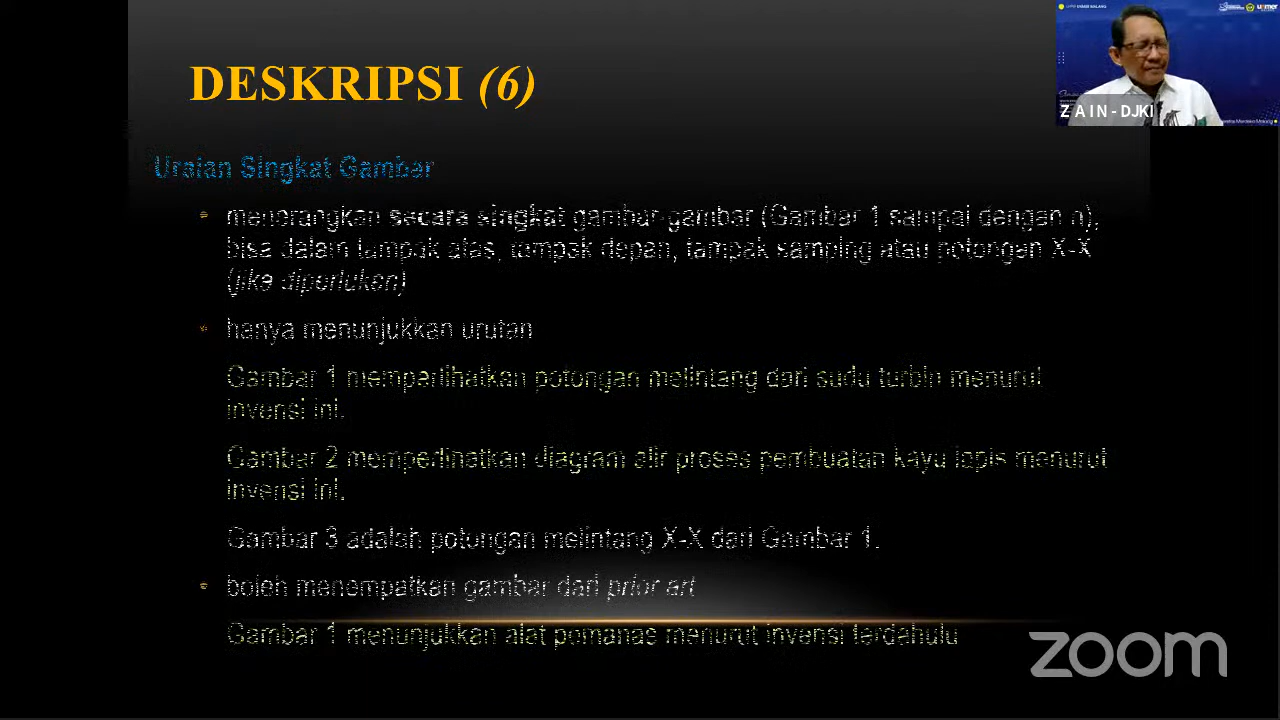 DESKRIPSI (6)
Z A I N - DJKI
Uraian Singkat Gambar
• menerangkan secara singkat gambar-gambar (Gambar 1 sampai dengan n),
bisa dalam tampak atas, tampak depan, tampak samping atau potongan X-X
(jika diperlukan)
• hanya menunjukkan urutan
Gambar 1 memperlihatkan potongan melintang dari sudu turbin menurut
invensi ini.
Gambar 2 memperlihatkan diagram alir proses pembuatan kayu lapis menurut
invensi ini.
Gambar 3 adalah potongan melintang X-X dari Gambar 1.
• boleh menempatkan gambar dari prior art
Gambar 1 menunjukkan alat pemanas menurut invensi terdahulu
zoom